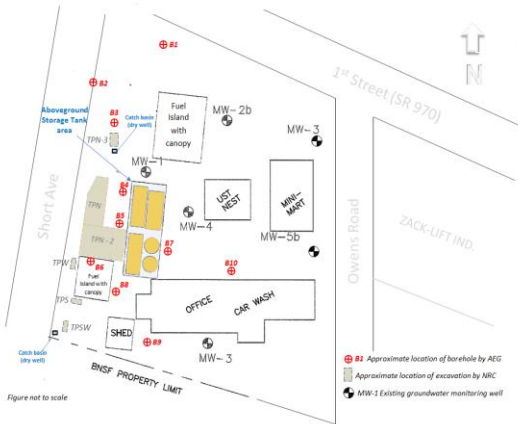 B1
1st Street (SR 970)
N
B2
Aboveground
Storage Tank
area
B3
Catch basin
(dry well)
Fuel
Island
with
canopy
MW-2b
MW-3
TPN-3
MW-1
Short Ave
TPN
B5
UST
NEST
MINI-
MART
MW-4
MW-5b
Owens Road
ZACK-LIFT IND.
TPN - 2
B7
TPW
B6
Fuel
Island with
canopy
B10
TPS
B8
OFFICE
CAR WASH
TPSW
SHED
Catch basin
(dry well)
B9
MW-3
BNSF PROPERTY LIMIT
Figure not to scale
B1 Approximate location of borehole by AEG
Approximate location of excavation by NRC
MW-1 Existing groundwater monitoring well